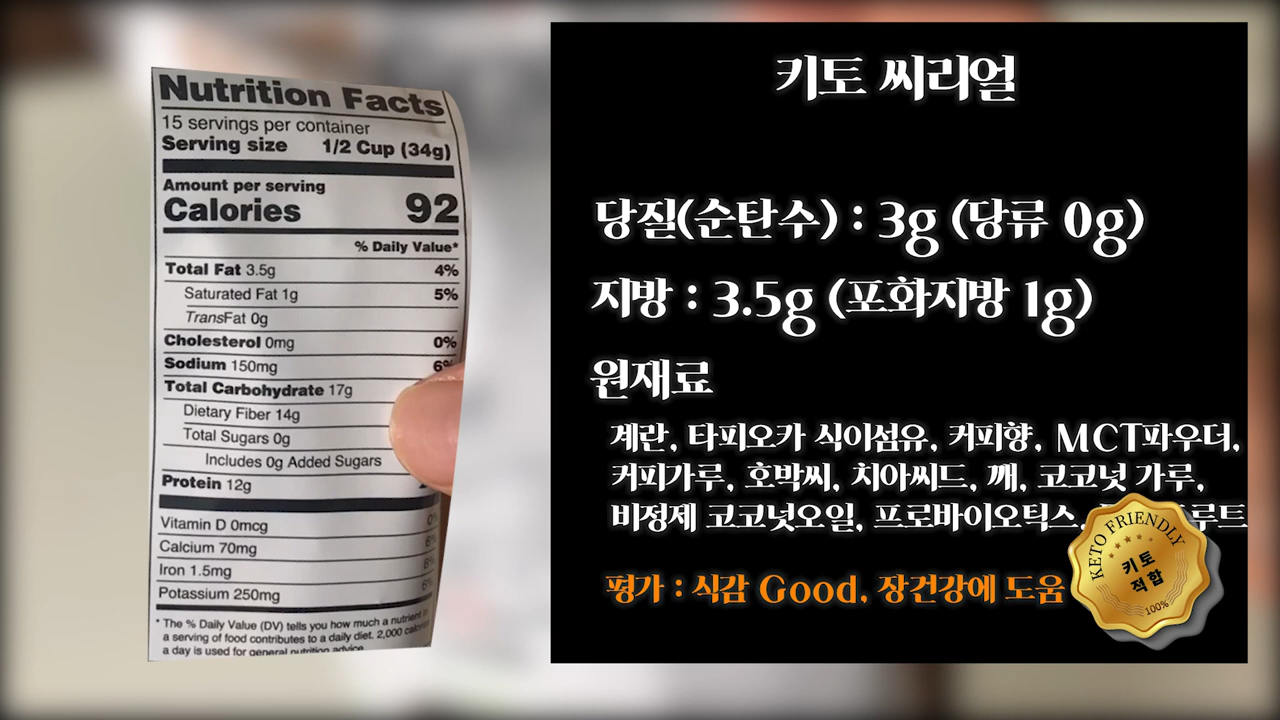 Nutrition Facts
15 servings per container
Serving size 1/2 Cup (34g)
Amount per serving
Calories 92
% Daily Value*
Total Fat 3.5g 4%
Saturated Fat 1g 5%
TransFat 0g
Cholesterol 0mg 0%
Sodium 150mg 6%
Total Carbohydrate 17g
Dietary Fiber 14g
Total Sugars 0g
Includes 0g Added Sugars
Protein 12g
Vitamin D 0mcg 0%
Calcium 70mg 6%
Iron 1.5mg 8%
Potassium 250mg 6%
* The % Daily Value (DV) tells you how much a nutrient in
a serving of food contributes to a daily diet. 2,000 calories
a day is used for general nutrition advice.
키토 씨리얼
당질(순탄수) : 3g (당류 0g)
지방 : 3.5g (포화지방 1g)
원재료
계란, 타피오카 식이섬유, 커피향, MCT파우더,
커피가루, 호박씨, 치아씨드, 깨, 코코넛 가루,
비정제 코코넛오일, 프로바이오틱스, 루트
평가 : 식감 Good, 장건강에 도움
KETO FRIENDLY
키토
적합
100%